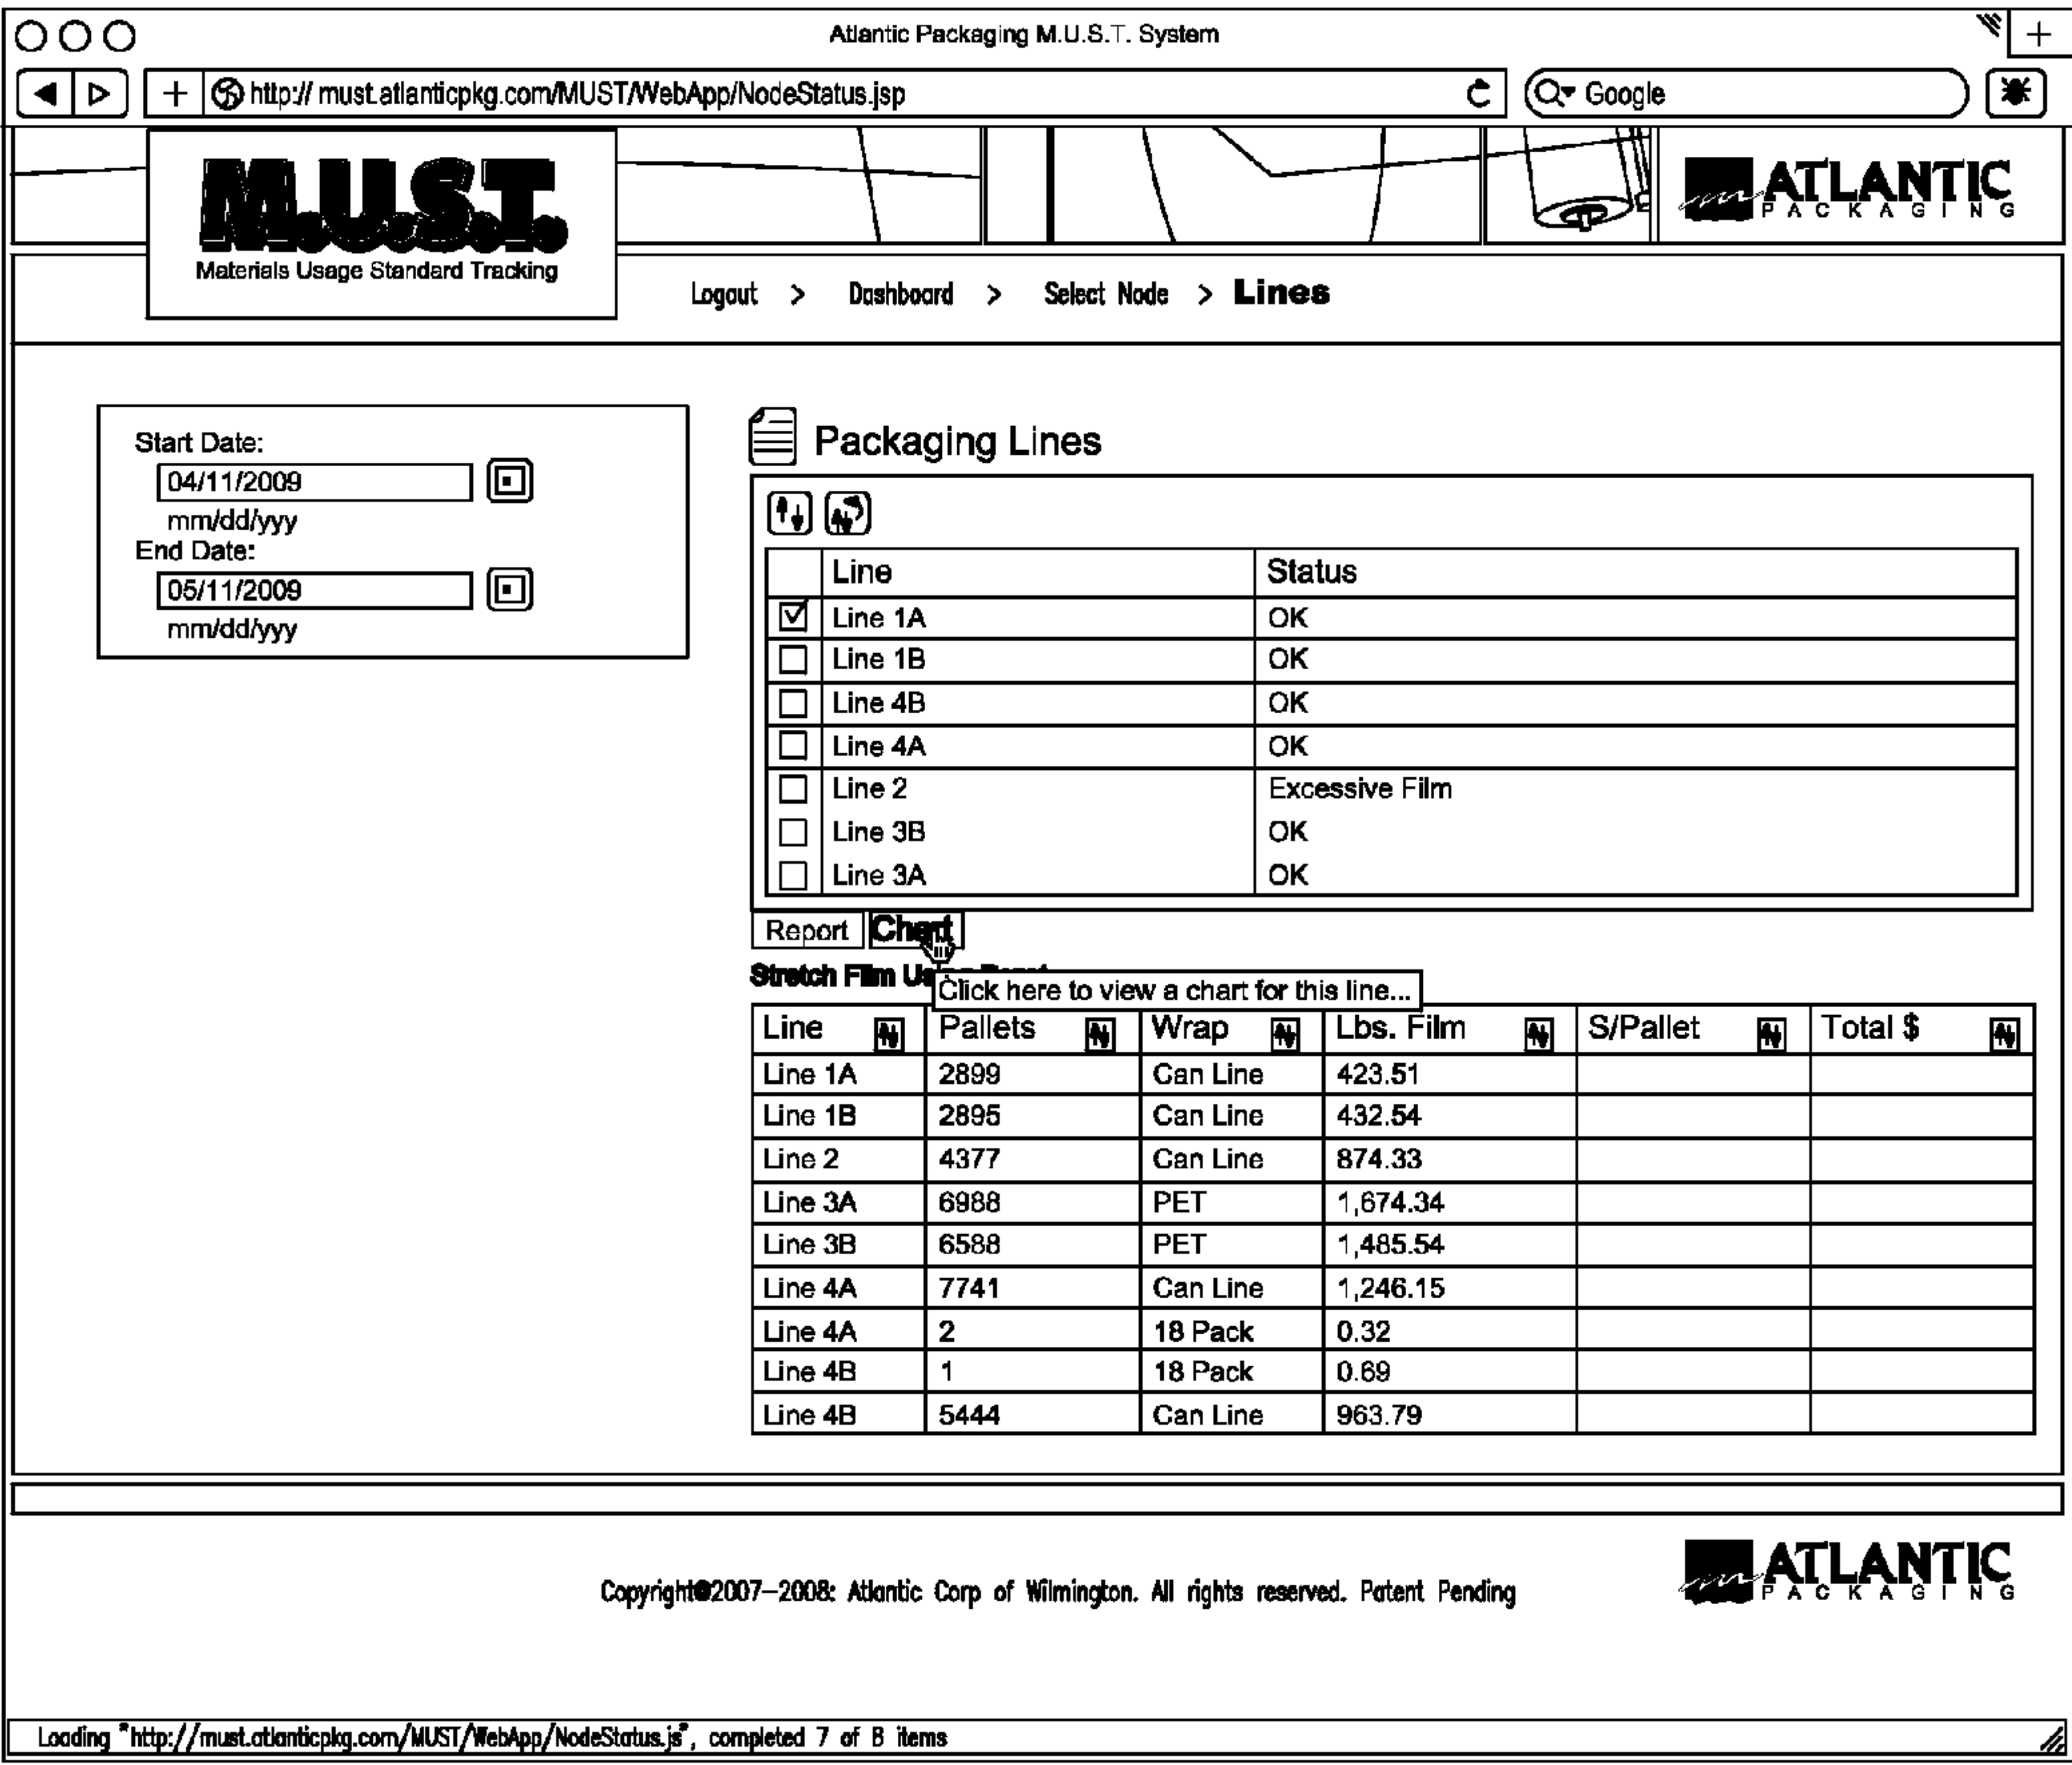 Atlantic Packaging M.U.S.T. System
http:// must.atlanticpkg.com/MUST/WebApp/NodeStatus.jsp
Google
M.U.S.T.
Materials Usage Standard Tracking
ATLANTIC
PACKAGING
Logout > Dashboard > Select Node > Lines
Start Date:
04/11/2009
mm/dd/yyy
End Date:
05/11/2009
mm/dd/yyy
Packaging Lines
Line Status
Line 1A OK
Line 1B OK
Line 4B OK
Line 4A OK
Line 2 Excessive Film
Line 3B OK
Line 3A OK
Report Chart
Stretch Film
Click here to view a chart for this line...
Line Pallets Wrap Lbs. Film S/Pallet Total $
Line 1A 2899 Can Line 423.51
Line 1B 2895 Can Line 432.54
Line 2 4377 Can Line 874.33
Line 3A 6988 PET 1,674.34
Line 3B 6588 PET 1,485.54
Line 4A 7741 Can Line 1,246.15
Line 4A 2 18 Pack 0.32
Line 4B 1 18 Pack 0.69
Line 4B 5444 Can Line 963.79
Copyright©2007-2008: Atlantic Corp of Wilmington. All rights reserved. Patent Pending
ATLANTIC
PACKAGING
Loading "http://must.atlanticpkg.com/MUST/WebApp/NodeStatus.js", completed 7 of 8 items